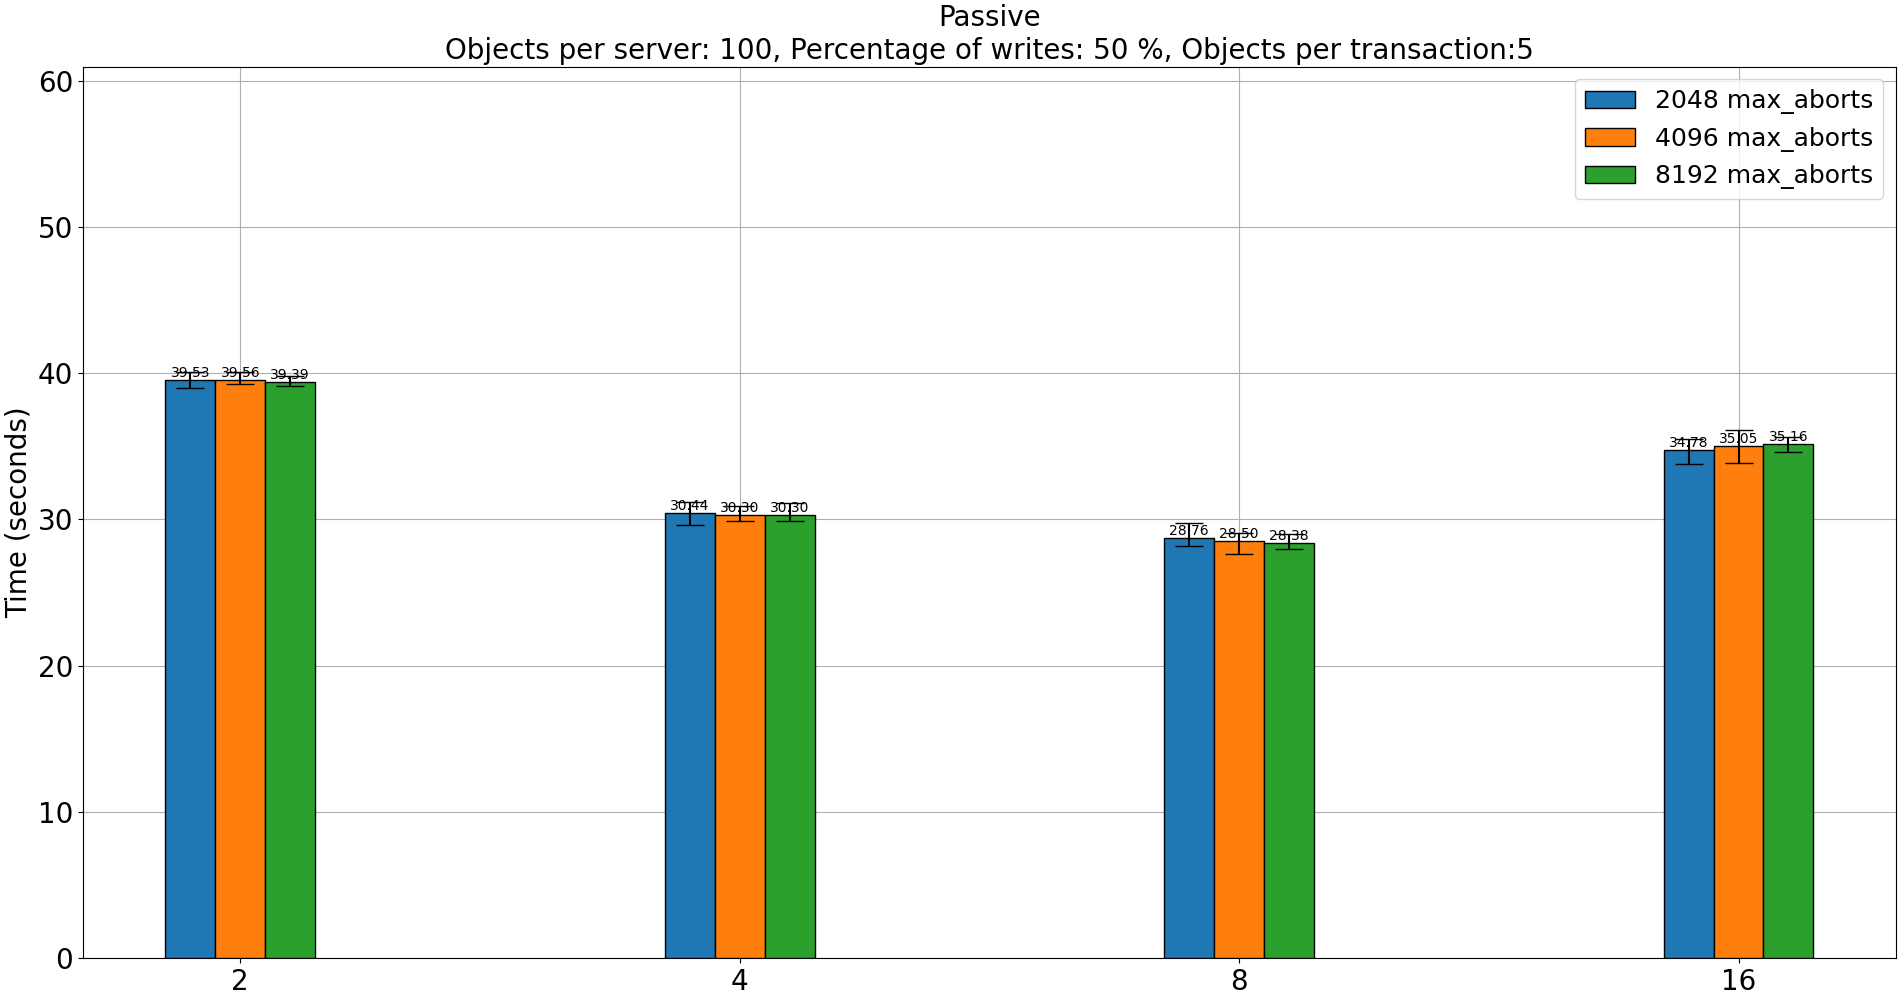 Passive
Objects per server: 100, Percentage of writes: 50 %, Objects per transaction:5
2048 max_aborts
4096 max_aborts
8192 max_aborts
Time (seconds)
60
50
40
30
20
10
0
39.53 39.56 39.39
30.44 30.30 30.30
28.76 28.50 28.38
34.78 35.05 35.16
2 4 8 16